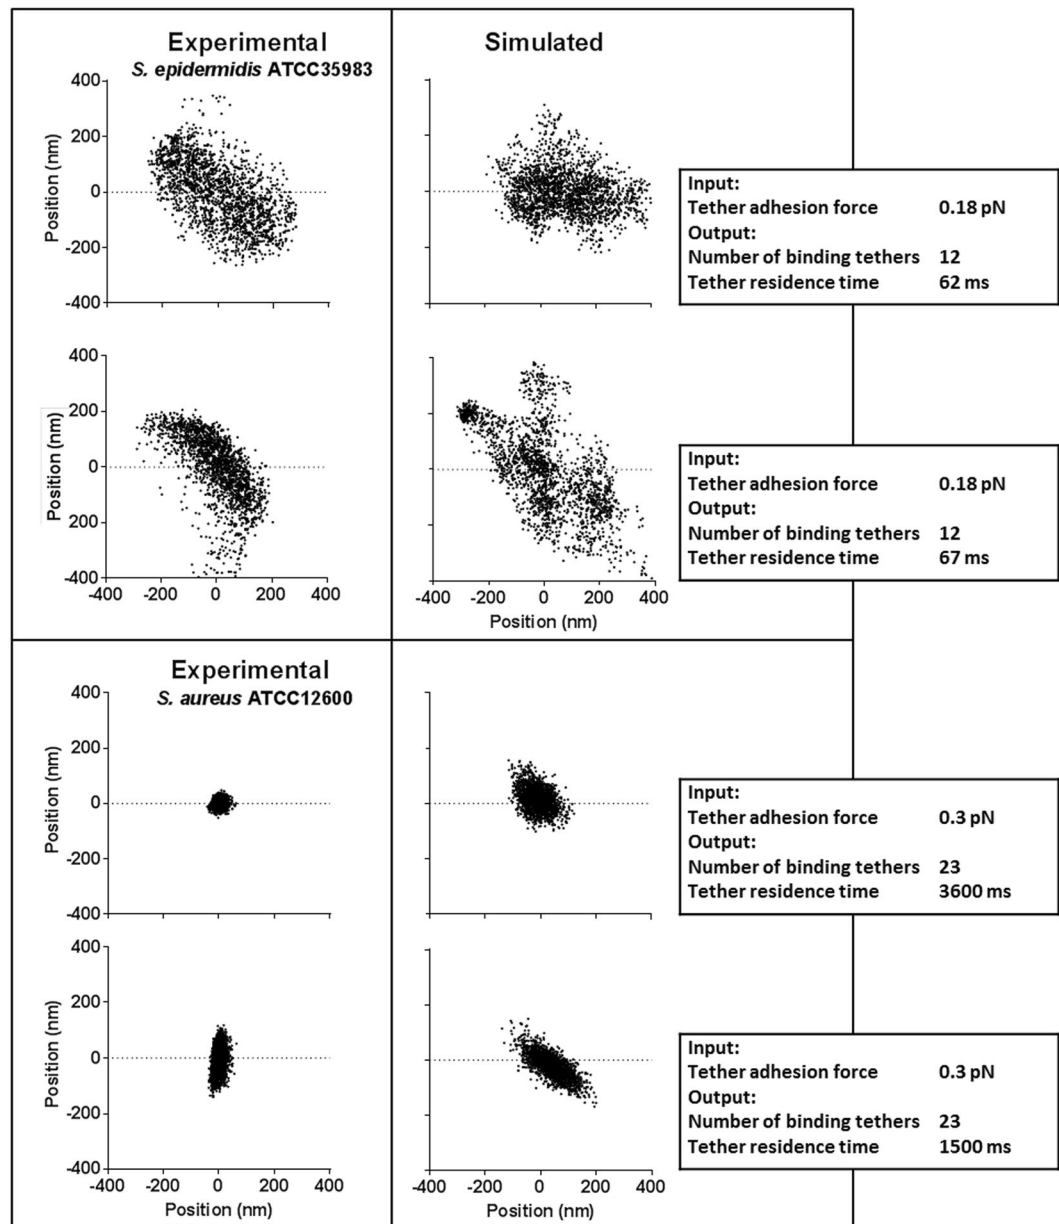 Experimental
S. epidermidis ATCC35983
Simulated
400
200
0
-200
-400
Position (nm)
Input:
Tether adhesion force 0.18 pN
Output:
Number of binding tethers 12
Tether residence time 62 ms
400
200
0
200
-400
Position (nm)
-400 -200 0 200 400
-400 -200 0 200 400
Position (nm)
Input:
Tether adhesion force 0.18 pN
Output:
Number of binding tethers 12
Tether residence time 67 ms
Experimental
S. aureus ATCC12600
400
200
0
-200
-400
Position (nm)
Input:
Tether adhesion force 0.3 pN
Output:
Number of binding tethers 23
Tether residence time 3600 ms
400
200
0
-200
-400
Position (nm)
-400 -200 0 200 400
Position (nm)
-400 -200 0 200 400
Position (nm)
Input:
Tether adhesion force 0.3 pN
Output:
Number of binding tethers 23
Tether residence time 1500 ms